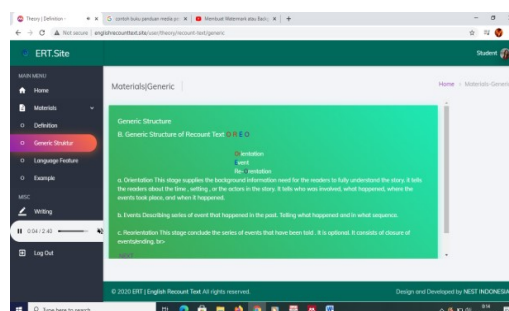 Theory | Definition -
contoh buku panduan media pe
Membuat Watermark atau Back
Not secure | englishrecounttext.site/user/theory/recount-text/generic
ERT.Site
Student
MAIN MENU
Home
Materials
Definition
Generic Struktur
Language Feature
Example
MISC
Writing
0:04 / 2:40
Log Out
Materials|Generic
Home / Materials-Generic
Generic Structure
B. Generic Structure of Recount Text O R E O
Orientation
Event
Re-Orientation
a. Orientation This stage supplies the background information need for the readers to fully understand the story. It tells
the readers about the time , setting , or the actors in the story. It tells who was involved, what happened, where the
events took place, and when it happened.
b. Events Describing series of event that happened in the past. Telling what happened and in what sequence.
c. Reorientation This stage conclude the series of events that have been told . It is optional. It consists of closure of
events/ending. br>
© 2020 ERT | English Recount Text All rights reserved.
Design and Developed by NEST INDONESIA
Type here to search